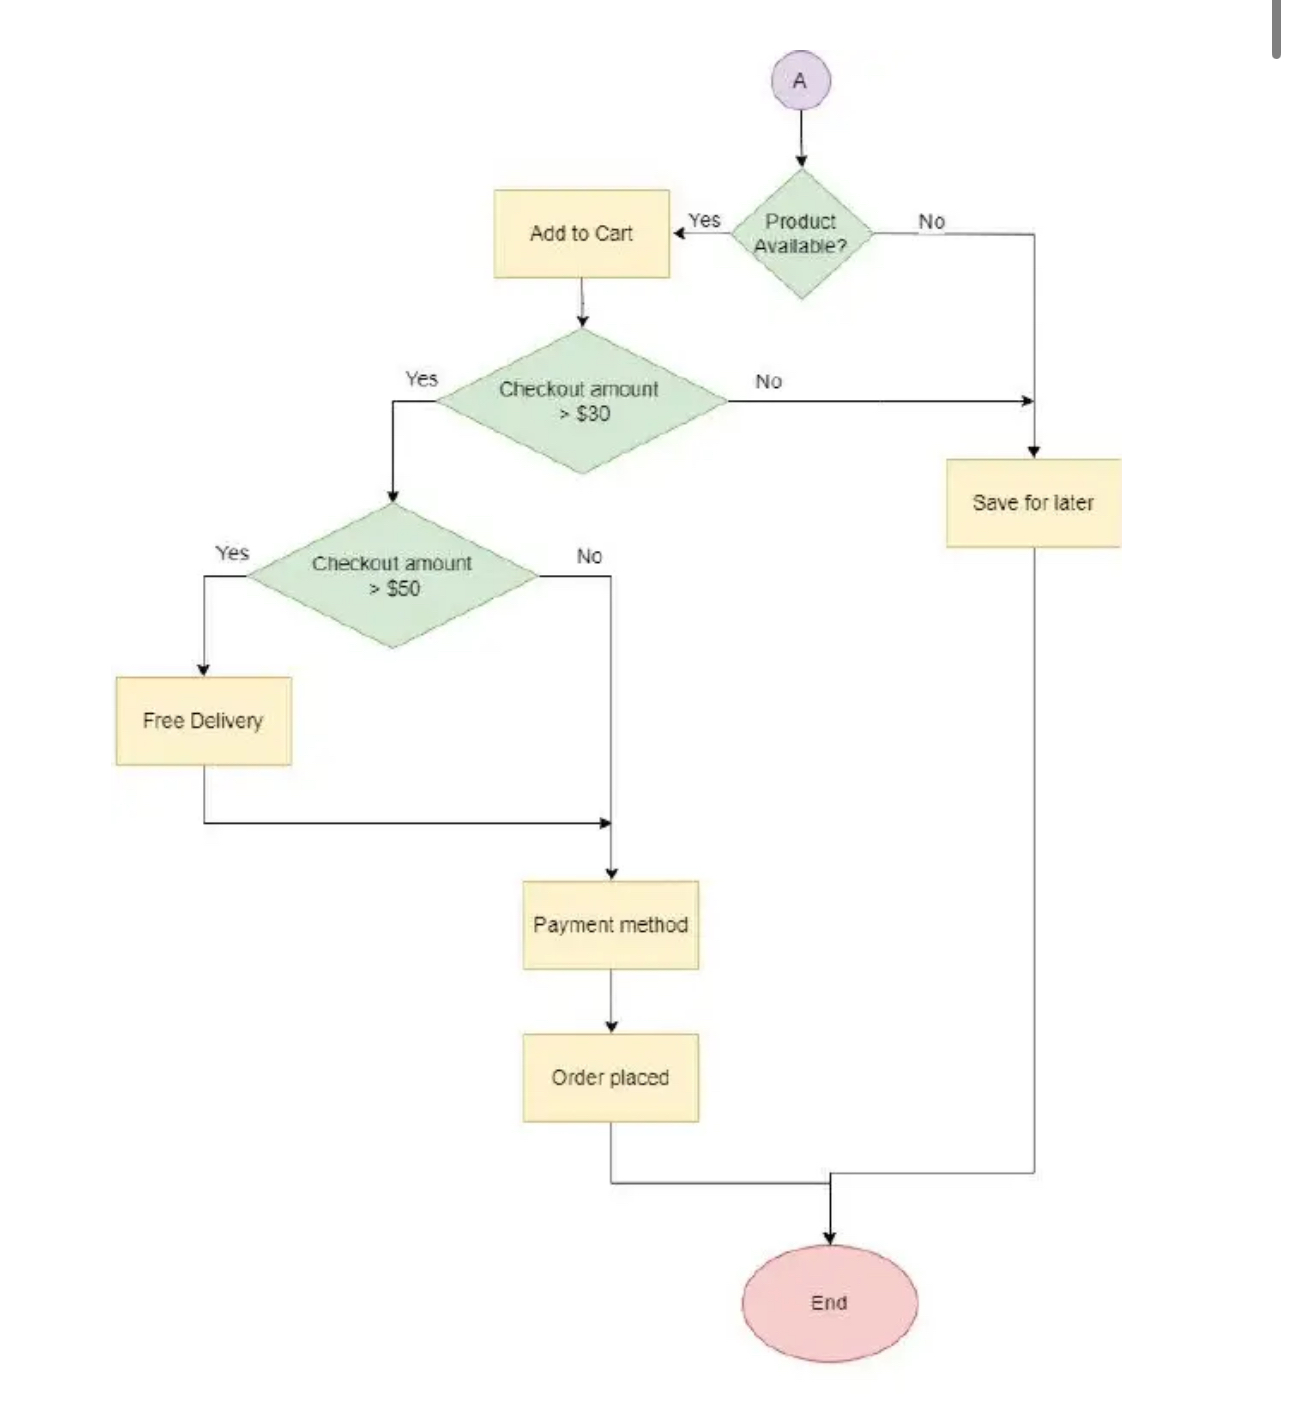 A
Product
Available?
Yes
No
Add to Cart
Checkout amount
> $30
Yes
No
Save for later
Checkout amount
> $50
Yes
No
Free Delivery
Payment method
Order placed
End